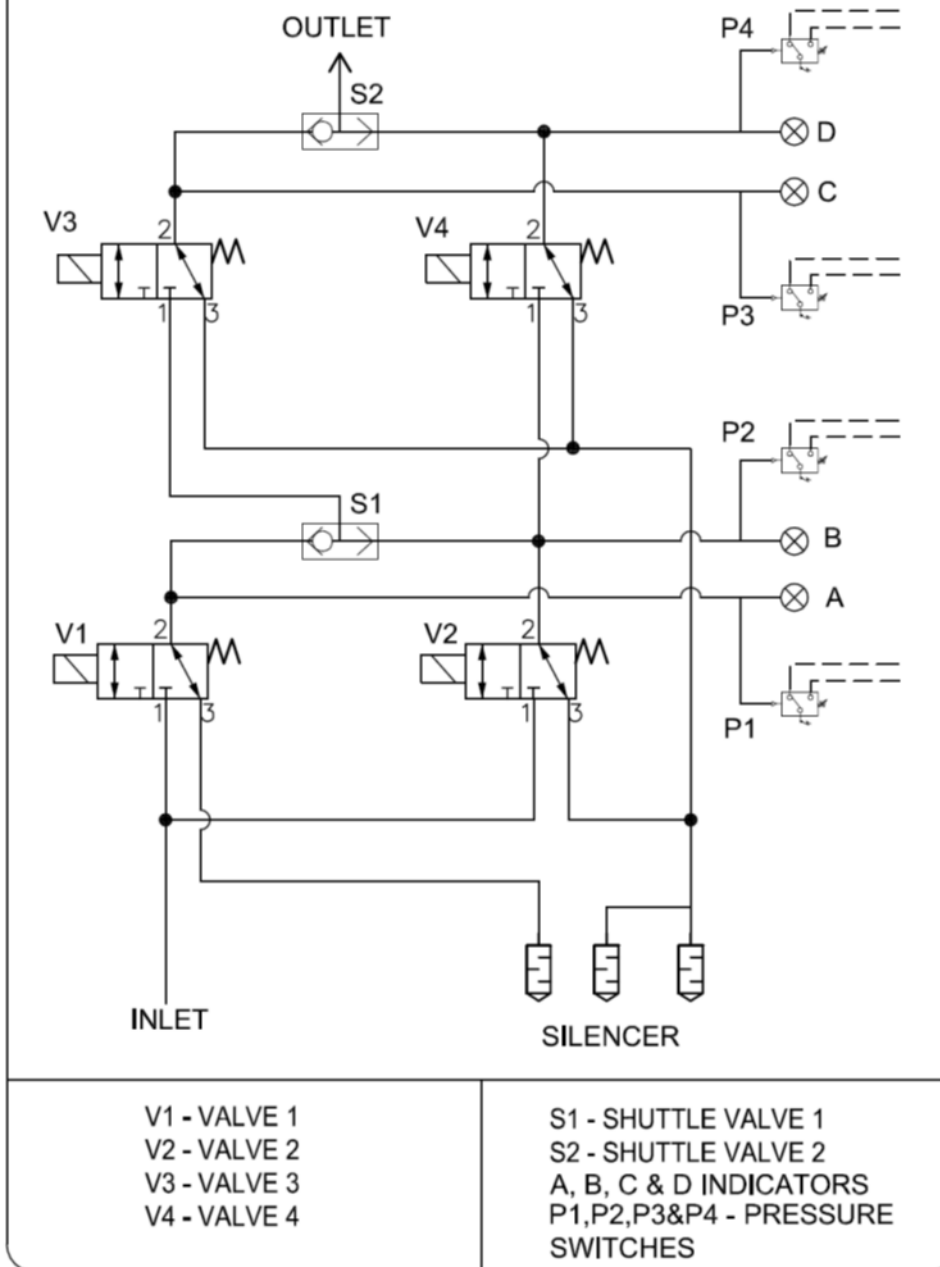 OUTLET
S2
P4
D
C
V3
2
1
3
V4
2
1
3
P3
P2
S1
B
A
V1
2
1
3
V2
2
1
3
P1
INLET
SILENCER
V1 - VALVE 1
V2 - VALVE 2
V3 - VALVE 3
V4 - VALVE 4
S1 - SHUTTLE VALVE 1
S2 - SHUTTLE VALVE 2
A, B, C & D INDICATORS
P1,P2,P3&P4 - PRESSURE
SWITCHES